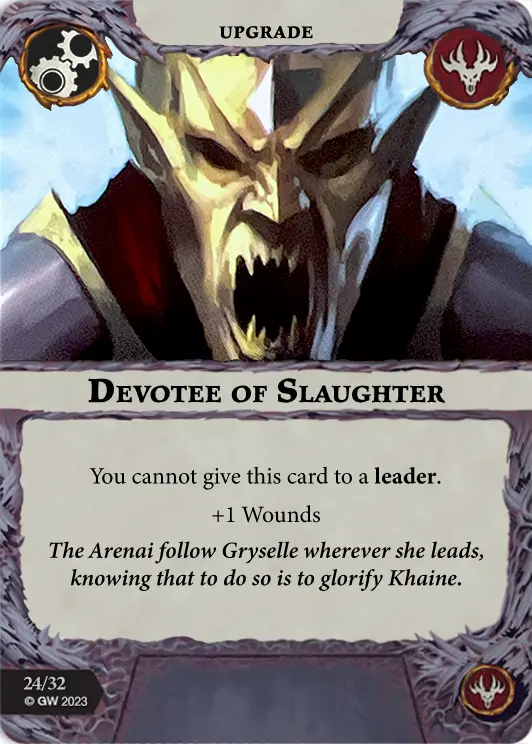 UPGRADE
DEVOTEE OF SLAUGHTER
You cannot give this card to a leader.
+1 Wounds
The Arenai follow Gryselle wherever she leads,
knowing that to do so is to glorify Khaine.
24/32
© GW 2023